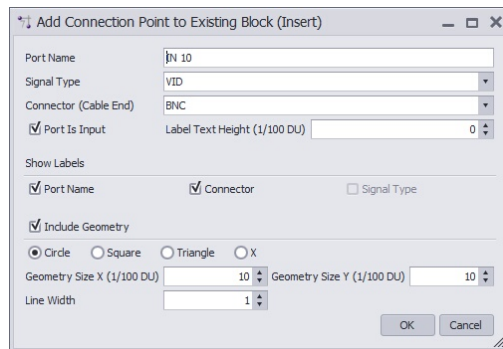 Add Connection Point to Existing Block (Insert)
Port Name IN 10
Signal Type VID
Connector (Cable End) BNC
Port Is Input Label Text Height (1/100 DU) 0
Show Labels
Port Name Connector Signal Type
Include Geometry
Circle Square Triangle X
Geometry Size X (1/100 DU) 10 Geometry Size Y (1/100 DU) 10
Line Width 1
OK Cancel